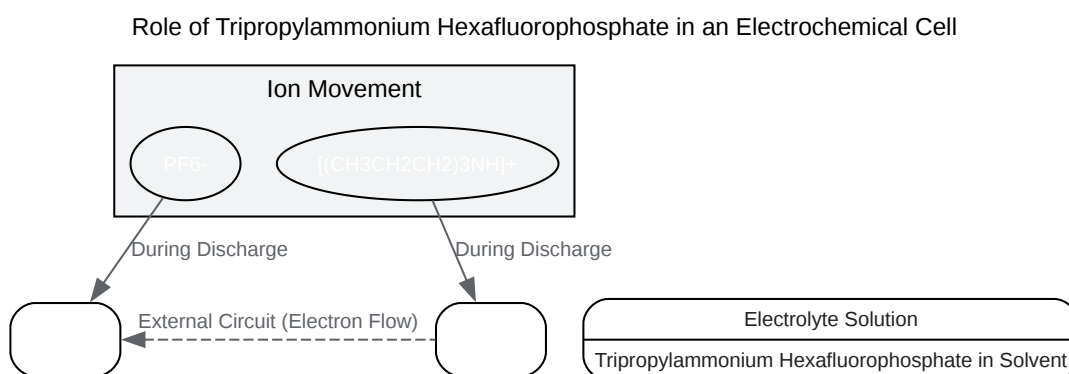 Role of Tripropylammonium Hexafluorophosphate in an Electrochemical Cell
Ion Movement
PF6-
[(CH3CH2CH2)3NH]+
During Discharge
During Discharge
External Circuit (Electron Flow)
Electrolyte Solution
Tripropylammonium Hexafluorophosphate in Solvent